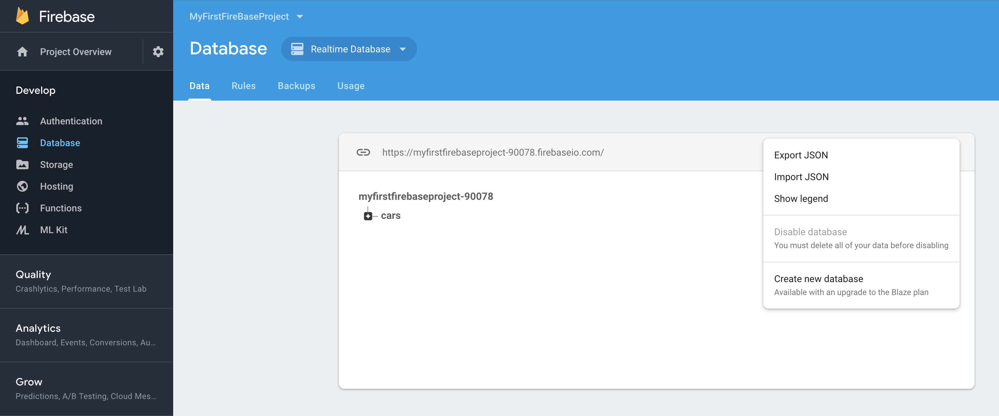 Firebase
Project Overview
Develop
Authentication
Database
Storage
Hosting
Functions
ML Kit
Quality
Crashlytics, Performance, Test Lab
Analytics
Dashboard, Events, Conversions, Au...
Grow
Predictions, A/B Testing, Cloud Mes...
MyFirstFireBaseProject
Database
Realtime Database
Data Rules Backups Usage
https://myfirstfirebaseproject-90078.firebaseio.com/
myfirstfirebaseproject-90078
cars
Export JSON
Import JSON
Show legend
Disable database
You must delete all of your data before disabling
Create new database
Available with an upgrade to the Blaze plan